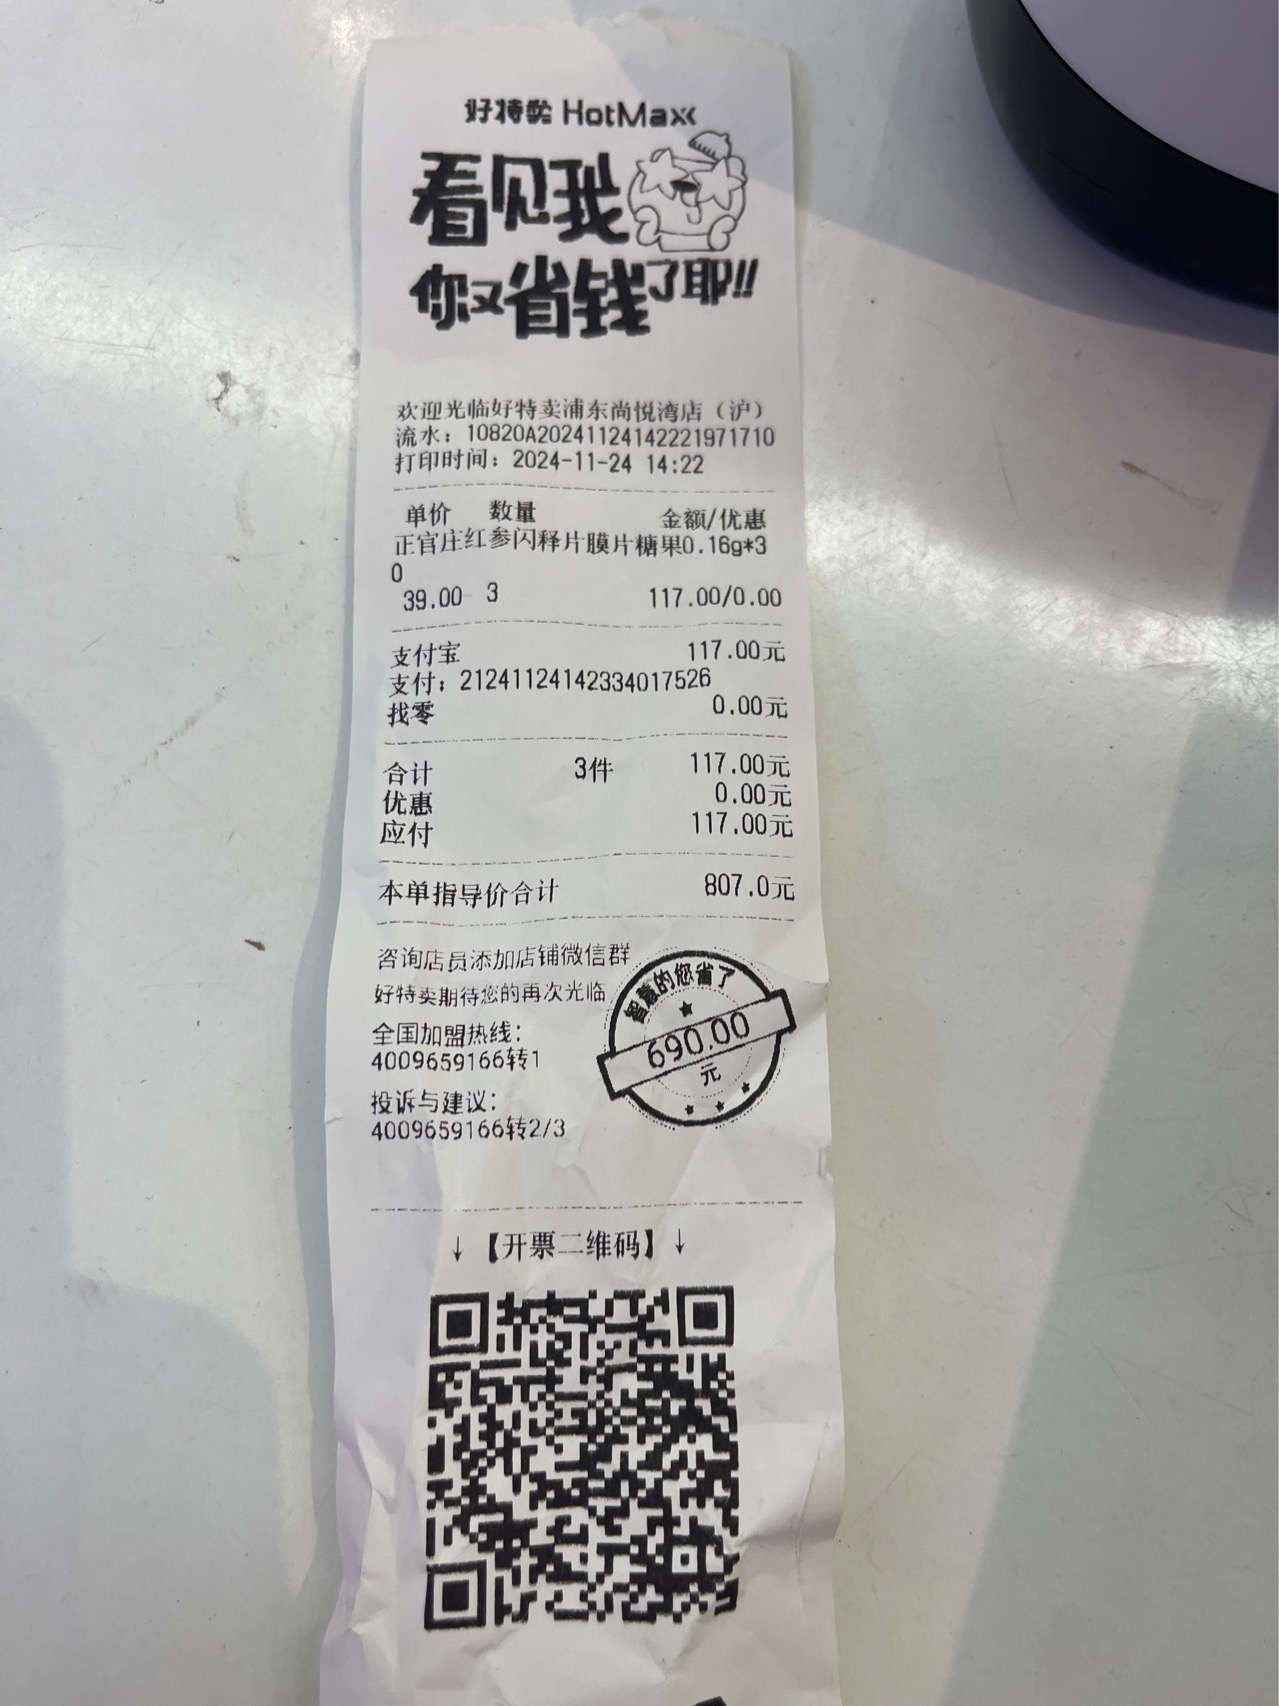 好特卖 HotMaxx
看见我
你又省钱了耶!!
欢迎光临好特卖浦东尚悦湾店（沪）
流水：10820A20241124142221971710
打印时间：2024-11-24 14:22
单价 数量 金额/优惠
正官庄红参闪释片膜片糖果0.16g*3
0
39.00 3 117.00/0.00
支付宝 117.00元
支付：21241124142334017526
找零 0.00元
合计 3件 117.00元
优惠 0.00元
应付 117.00元
本单指导价合计 807.0元
咨询店员添加店铺微信群
好特卖期待您的再次光临
智慧的您省了
690.00
元
全国加盟热线：
4009659166转1
投诉与建议：
4009659166转2/3
↓【开票二维码】↓